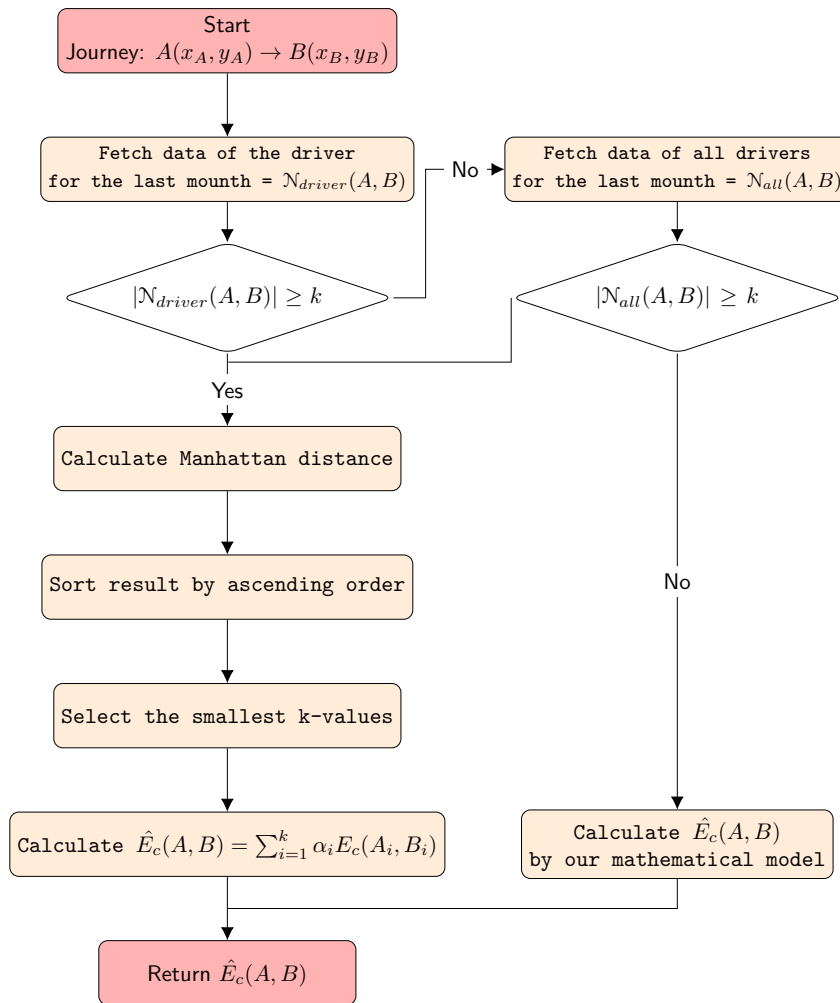 Start
Journey: A(x_A, y_A) → B(x_B, y_B)
Fetch data of the driver
for the last mounth = 𝒩_driver(A, B)
No
Fetch data of all drivers
for the last mounth = 𝒩_all(A, B)
|𝒩_driver(A, B)| ≥ k
|𝒩_all(A, B)| ≥ k
Yes
Calculate Manhattan distance
Sort result by ascending order
No
Select the smallest k-values
Calculate Ê_c(A, B) = ∑_{i=1}^{k} α_i E_c(A_i, B_i)
Calculate Ê_c(A, B)
by our mathematical model
Return Ê_c(A, B)